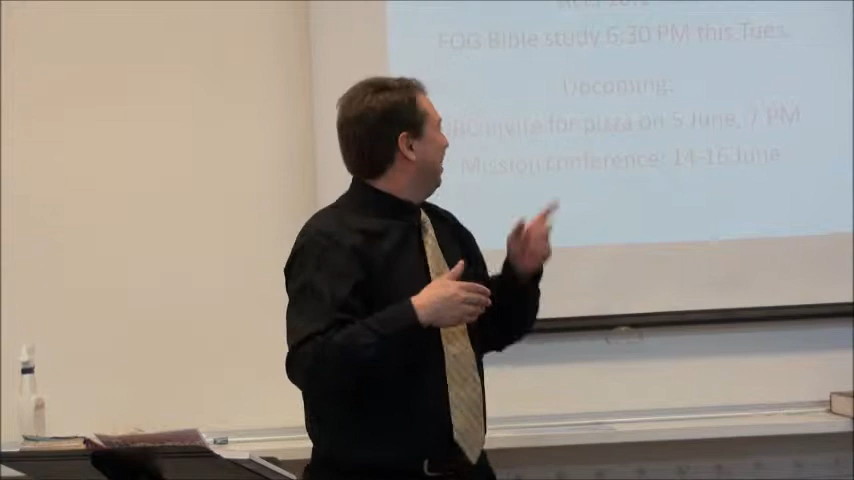 FOG Bible study 6:30 PM this Tues.
Upcoming:
invite for pizza on 5 June, 7 PM
Mission conference: 14-16 June